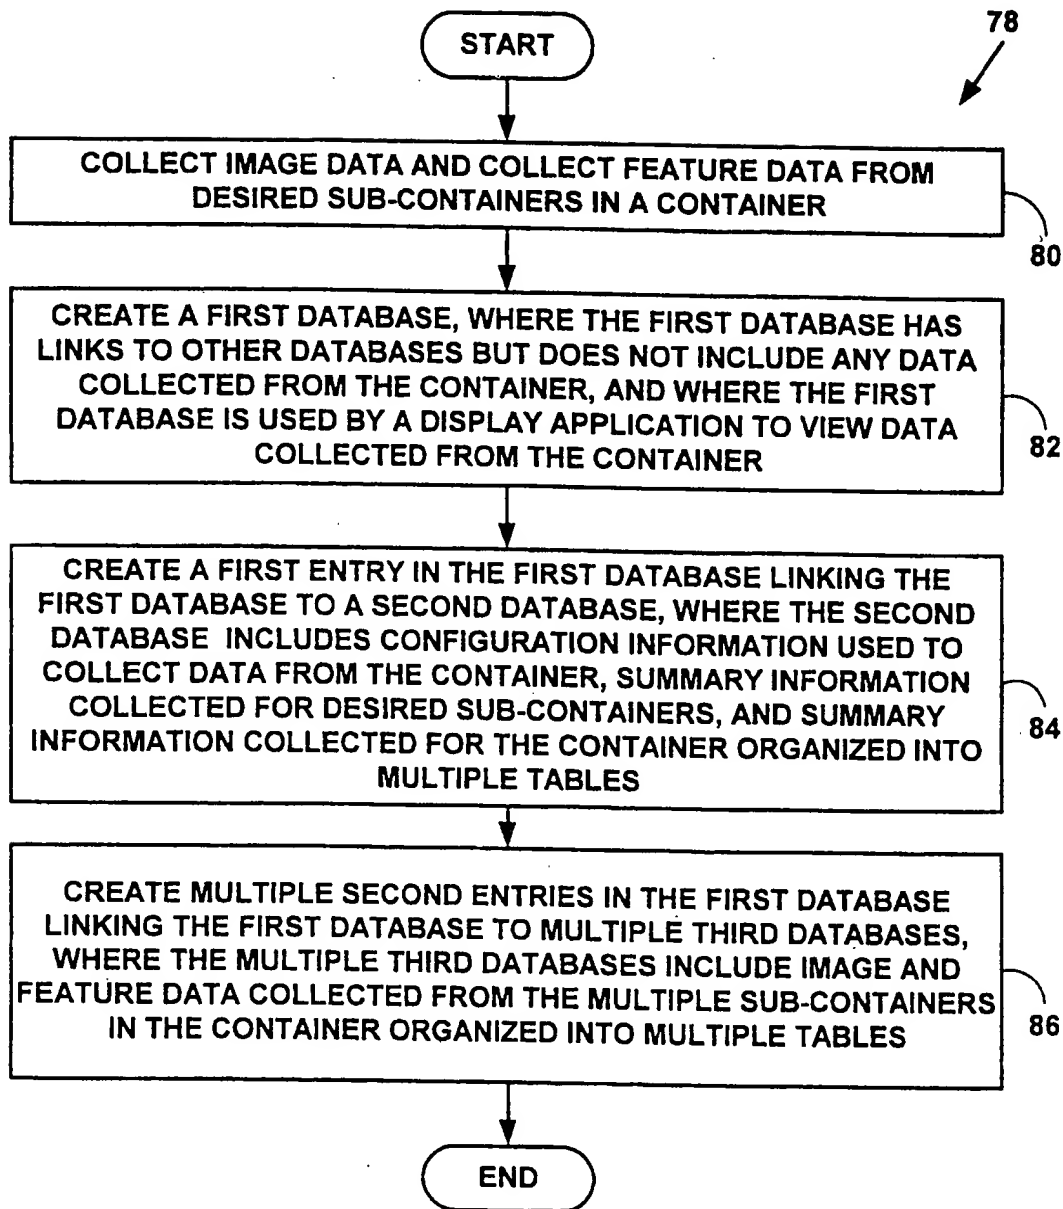 START
78
COLLECT IMAGE DATA AND COLLECT FEATURE DATA FROM
DESIRED SUB-CONTAINERS IN A CONTAINER
80
CREATE A FIRST DATABASE, WHERE THE FIRST DATABASE HAS
LINKS TO OTHER DATABASES BUT DOES NOT INCLUDE ANY DATA
COLLECTED FROM THE CONTAINER, AND WHERE THE FIRST
DATABASE IS USED BY A DISPLAY APPLICATION TO VIEW DATA
COLLECTED FROM THE CONTAINER
82
CREATE A FIRST ENTRY IN THE FIRST DATABASE LINKING THE
FIRST DATABASE TO A SECOND DATABASE, WHERE THE SECOND
DATABASE INCLUDES CONFIGURATION INFORMATION USED TO
COLLECT DATA FROM THE CONTAINER, SUMMARY INFORMATION
COLLECTED FOR DESIRED SUB-CONTAINERS, AND SUMMARY
INFORMATION COLLECTED FOR THE CONTAINER ORGANIZED INTO
MULTIPLE TABLES
84
CREATE MULTIPLE SECOND ENTRIES IN THE FIRST DATABASE
LINKING THE FIRST DATABASE TO MULTIPLE THIRD DATABASES,
WHERE THE MULTIPLE THIRD DATABASES INCLUDE IMAGE AND
FEATURE DATA COLLECTED FROM THE MULTIPLE SUB-CONTAINERS
IN THE CONTAINER ORGANIZED INTO MULTIPLE TABLES
86
END